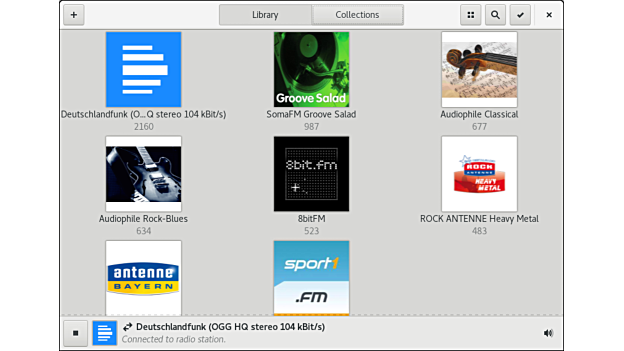 Library
Collections
Groove Salad
Deutschlandfunk (O...Q stereo 104 kBit/s)
2160
SomaFM Groove Salad
987
Audiophile Classical
677
8bit.fm
ROCK
ANTENNE
HEAVY
METAL
Audiophile Rock-Blues
634
8bitFM
523
ROCK ANTENNE Heavy Metal
483
antenne
BAYERN
sport1
.FM
Deutschlandfunk (OGG HQ stereo 104 kBit/s)
Connected to radio station.